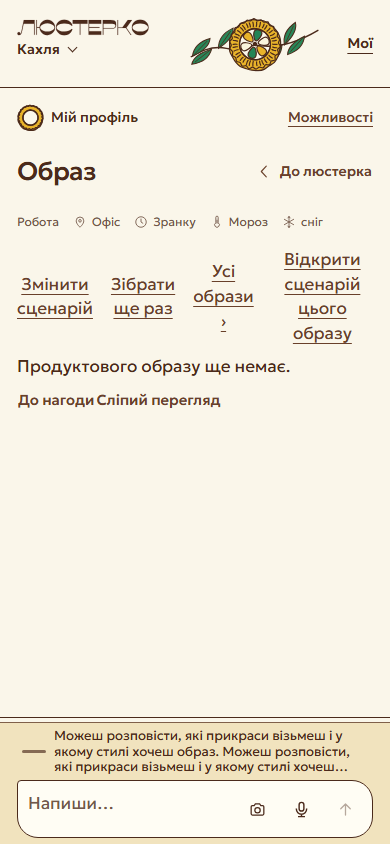 ЛЮСТЕРКО
Кахля
Мої
Мій профіль
Можливості
Образ
До люстерка
Робота Офіс Зранку Мороз сніг
Змінити
сценарій
Зібрати
ще раз
Усі
образи
›
Відкрити
сценарій
цього
образу
Продуктового образу ще немає.
До нагоди Сліпий перегляд
Можеш розповісти, які прикраси візьмеш і у
якому стилі хочеш образ. Можеш розповісти,
які прикраси візьмеш і у якому стилі хочеш...
Напиши...